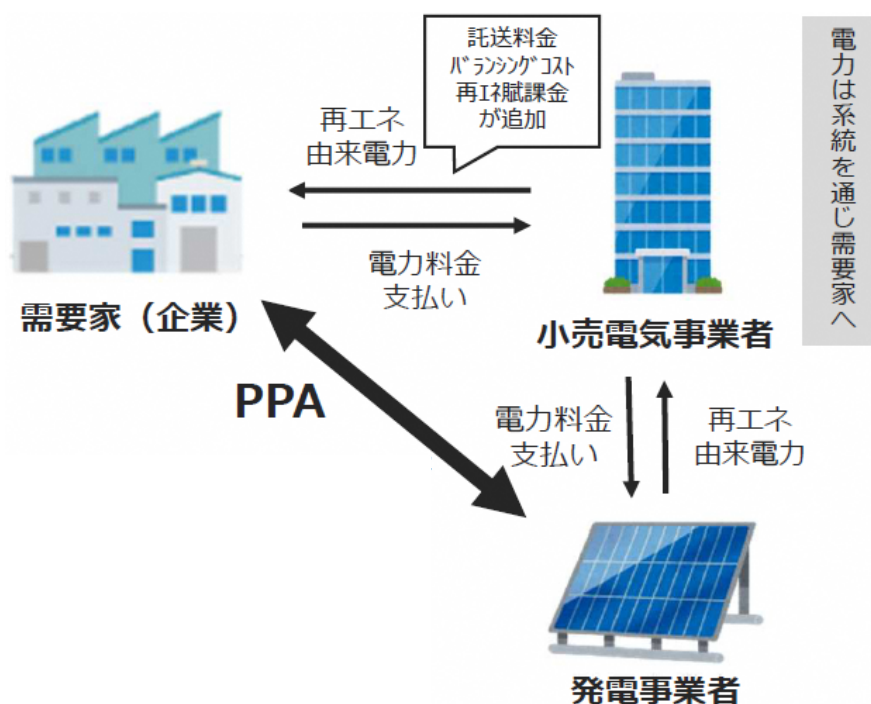 託送料金
ﾊﾞﾗﾝｼﾝｸﾞｺｽﾄ
再ｴﾈ賦課金
が追加
電力は系統を通じ需要家へ
再エネ
由来電力
電力料金
支払い
需要家（企業）
小売電気事業者
PPA
電力料金
支払い
再エネ
由来電力
発電事業者